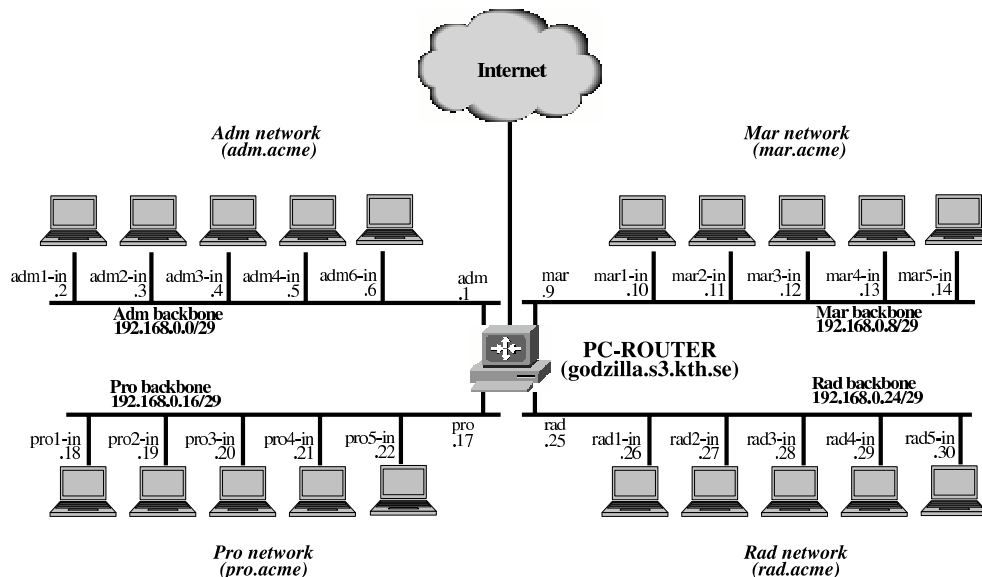 Internet
Adm network
(adm.acme)
Mar network
(mar.acme)
adm1-in
.2
adm2-in
.3
adm3-in
.4
adm4-in
.5
adm6-in
.6
adm
.1
mar
.9
mar1-in
.10
mar2-in
.11
mar3-in
.12
mar4-in
.13
mar5-in
.14
Adm backbone
192.168.0.0/29
Mar backbone
192.168.0.8/29
PC-ROUTER
(godzilla.s3.kth.se)
Pro backbone
192.168.0.16/29
Rad backbone
192.168.0.24/29
pro1-in
.18
pro2-in
.19
pro3-in
.20
pro4-in
.21
pro5-in
.22
pro
.17
rad
.25
rad1-in
.26
rad2-in
.27
rad3-in
.28
rad4-in
.29
rad5-in
.30
Pro network
(pro.acme)
Rad network
(rad.acme)